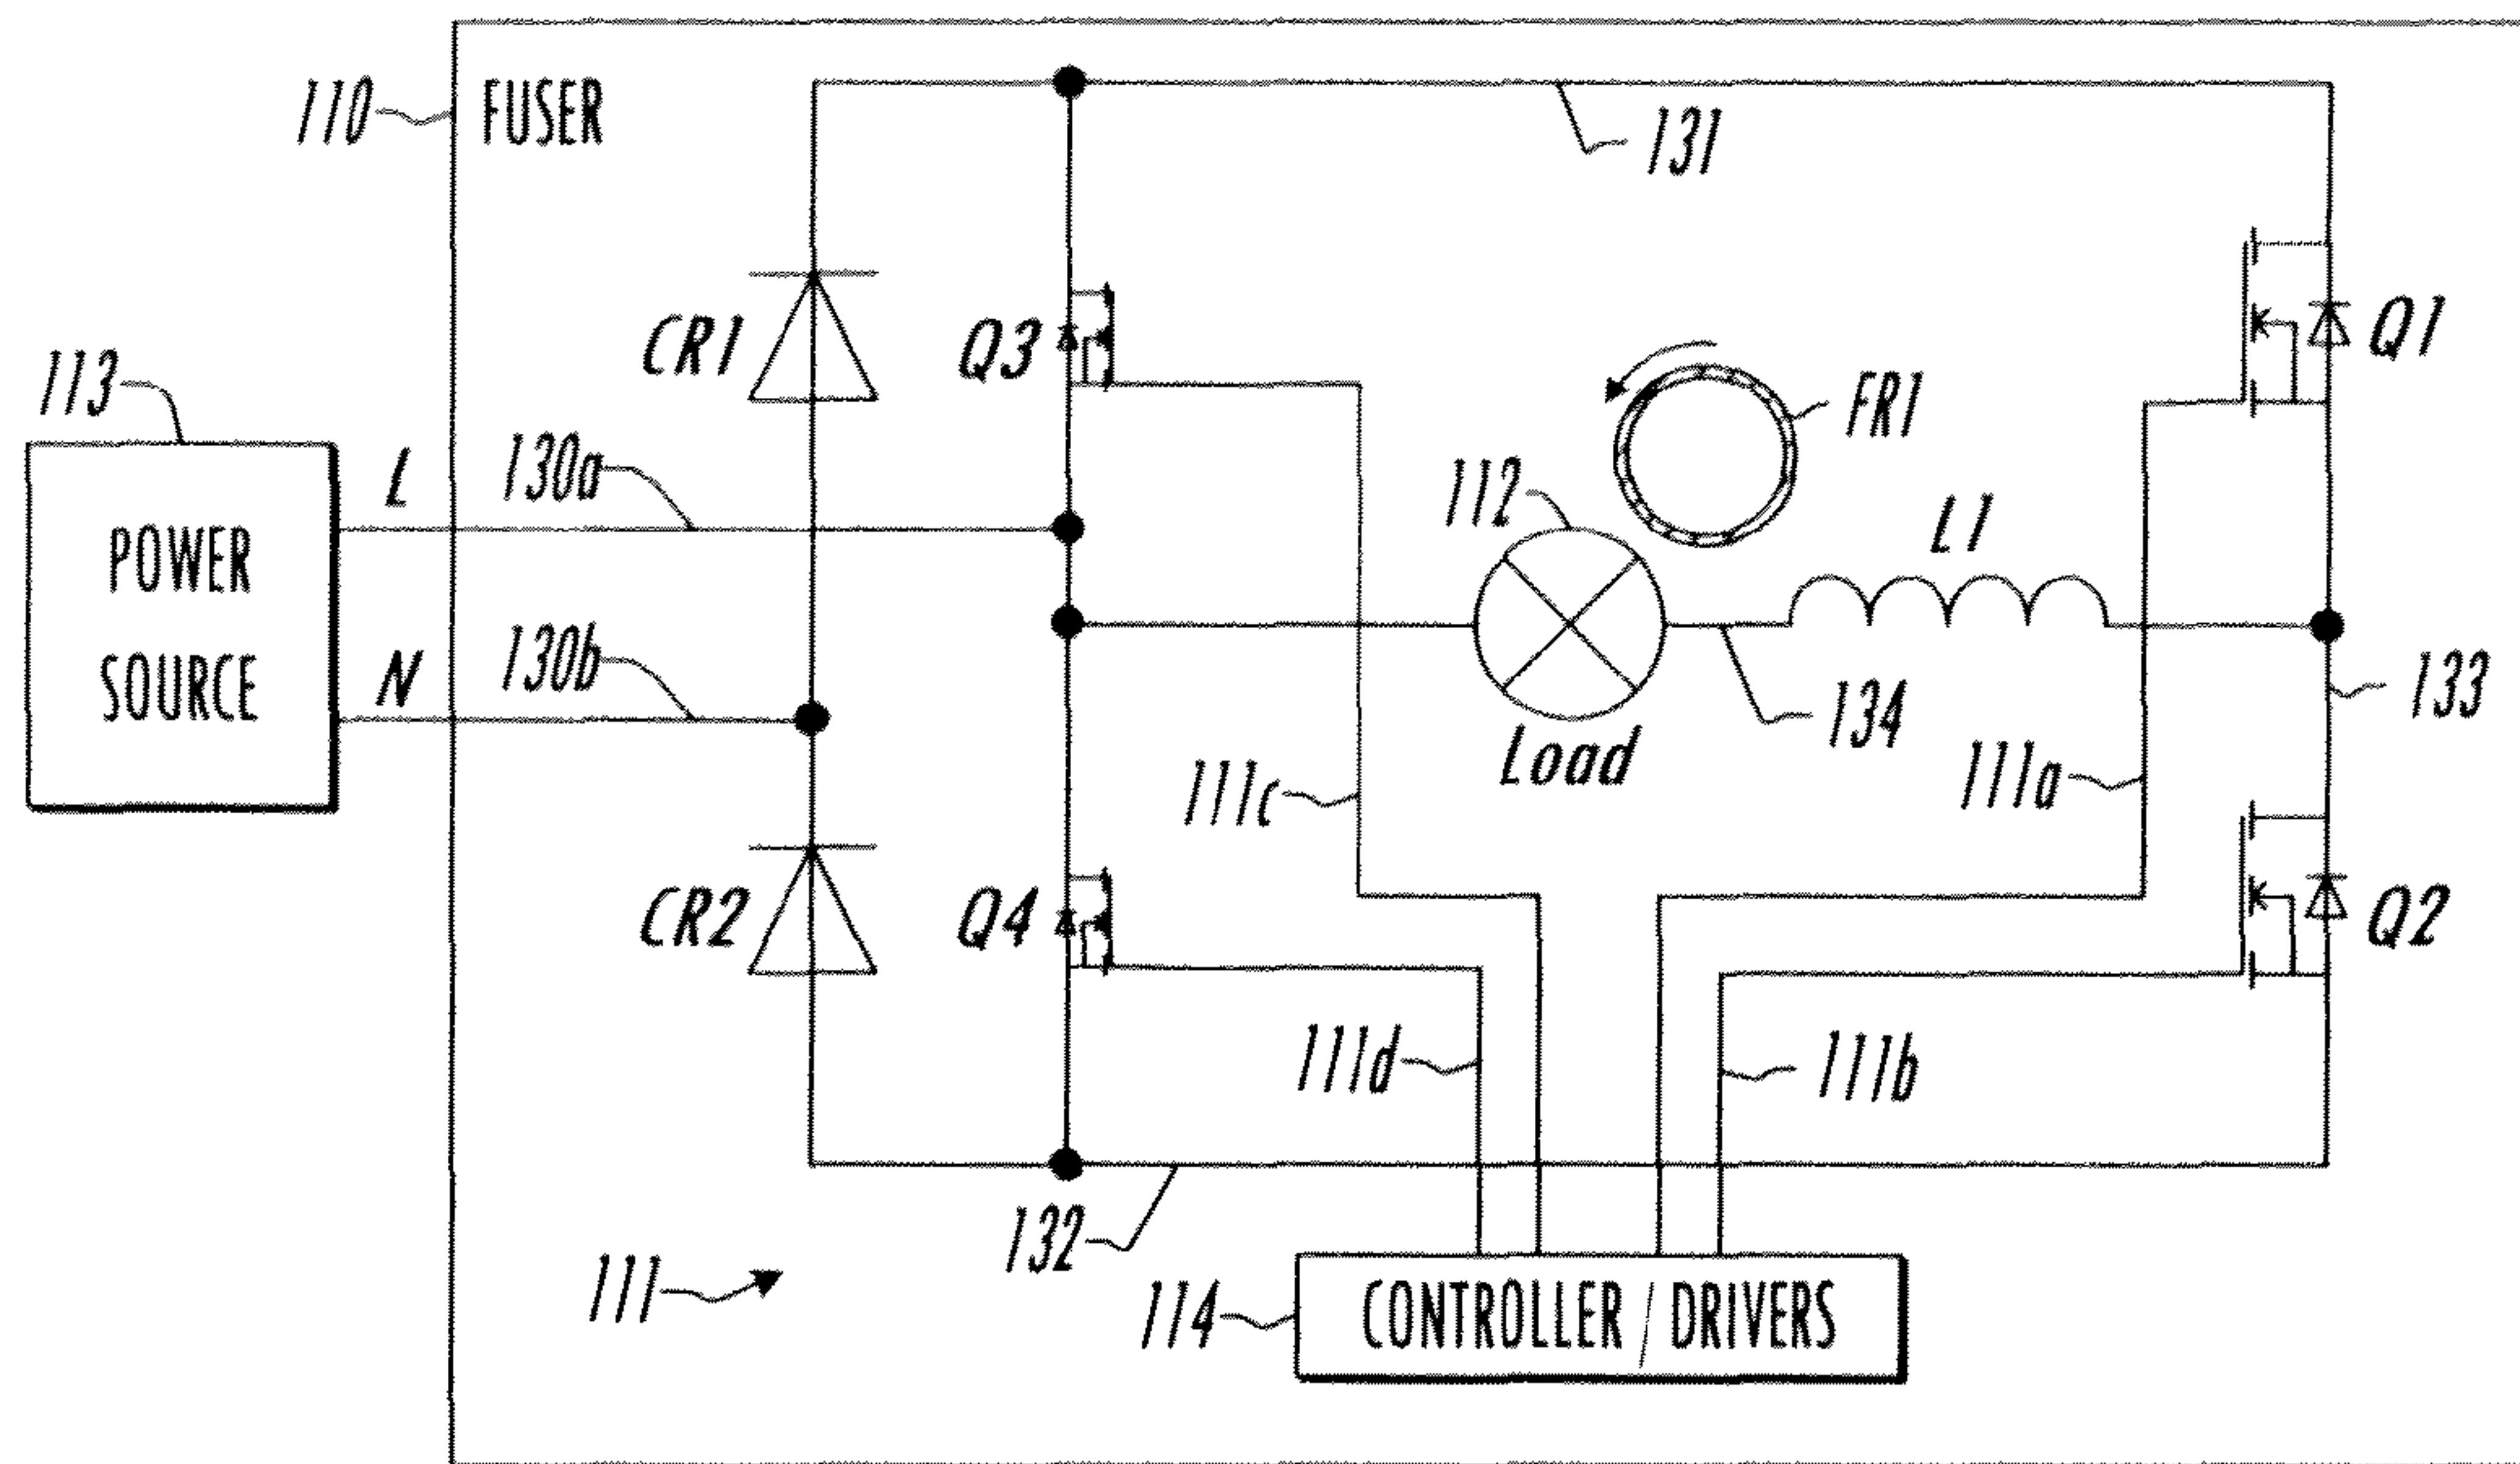 110
FUSER
131
113
CR1
Q3
Q1
FR1
L
130a
112
L1
POWER
SOURCE
N
130b
134
133
Load
111c
111a
CR2
Q4
Q2
111d
111b
132
111
114
CONTROLLER / DRIVERS